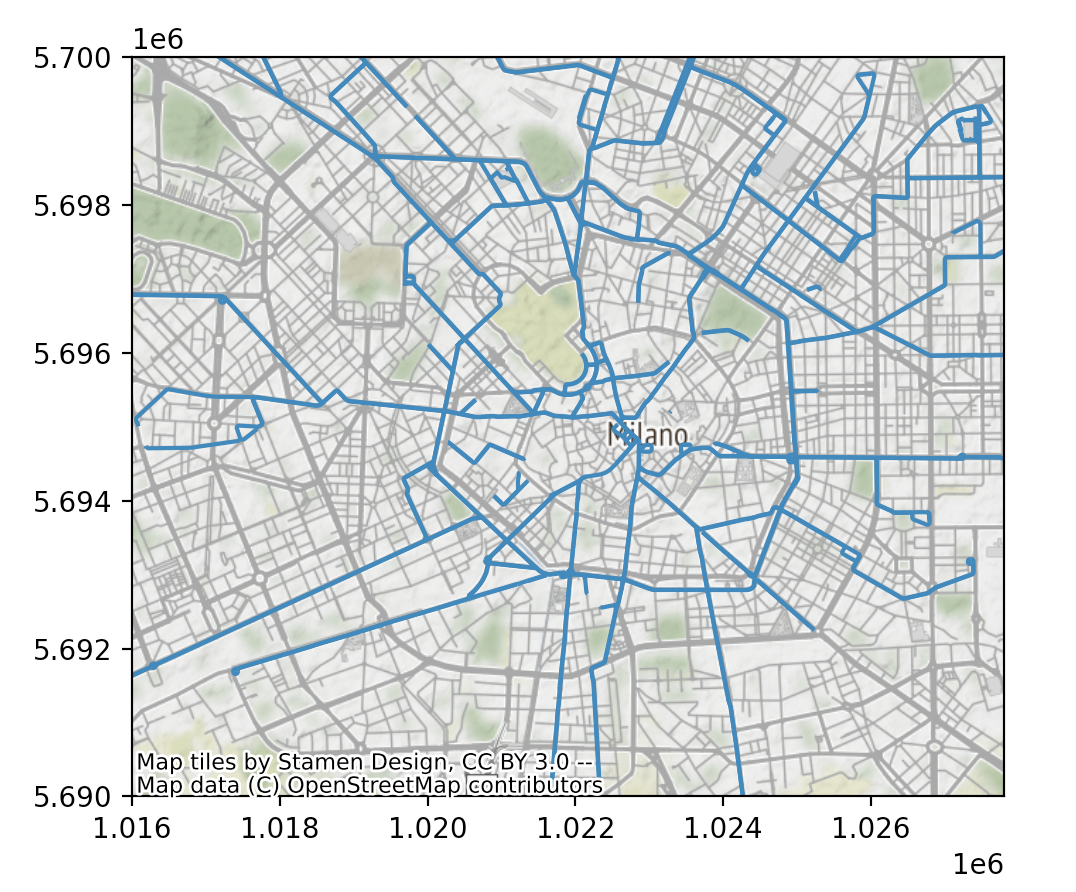 1e6
5.700
5.698
5.696
Milano
5.694
5.692
5.690
Map tiles by Stamen Design, CC BY 3.0 --
Map data (C) OpenStreetMap contributors
1.016 1.018 1.020 1.022 1.024 1.026
1e6